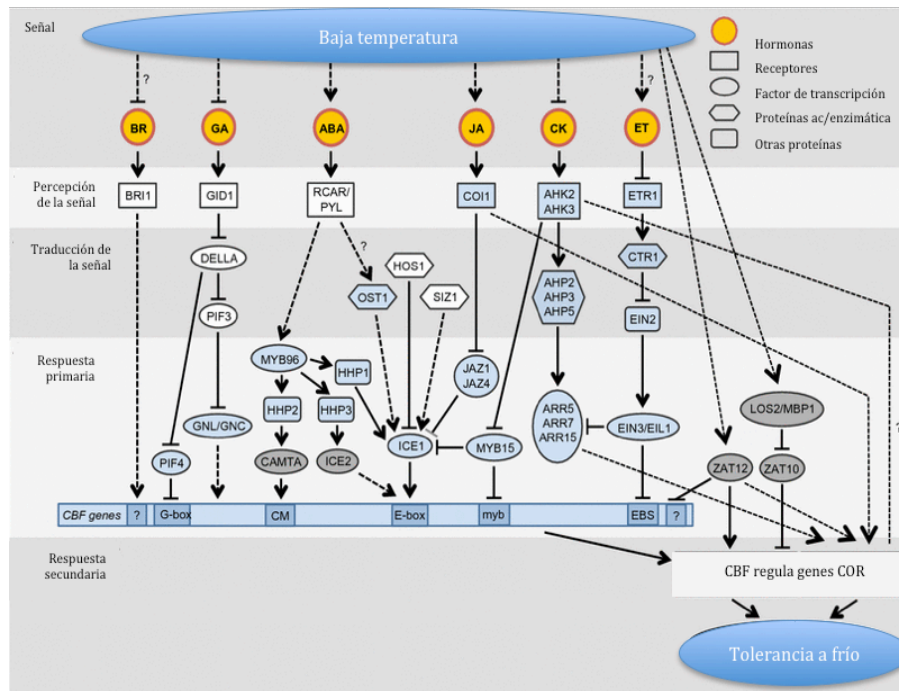 Señal
Baja temperatura
Hormonas
Receptores
Factor de transcripción
Proteínas ac/enzimática
Otras proteínas
?
?
BR
GA
ABA
JA
CK
ET
Percepción
de la señal
BRI1
GID1
RCAR/
PYL
COI1
AHK2
AHK3
ETR1
Traducción de
la señal
DELLA
?
HOS1
CTR1
OST1
SIZ1
AHP2
AHP3
AHP5
PIF3
EIN2
Respuesta
primaria
MYB96
HHP1
JAZ1
JAZ4
HHP2
HHP3
ARR5
ARR7
ARR15
LOS2/MBP1
?
GNL/GNC
EIN3/EIL1
PIF4
CAMTA
ICE2
ICE1
MYB15
ZAT12
ZAT10
CBF genes
?
G-box
CM
E-box
myb
EBS
?
Respuesta
secundaria
CBF regula genes COR
Tolerancia a frío